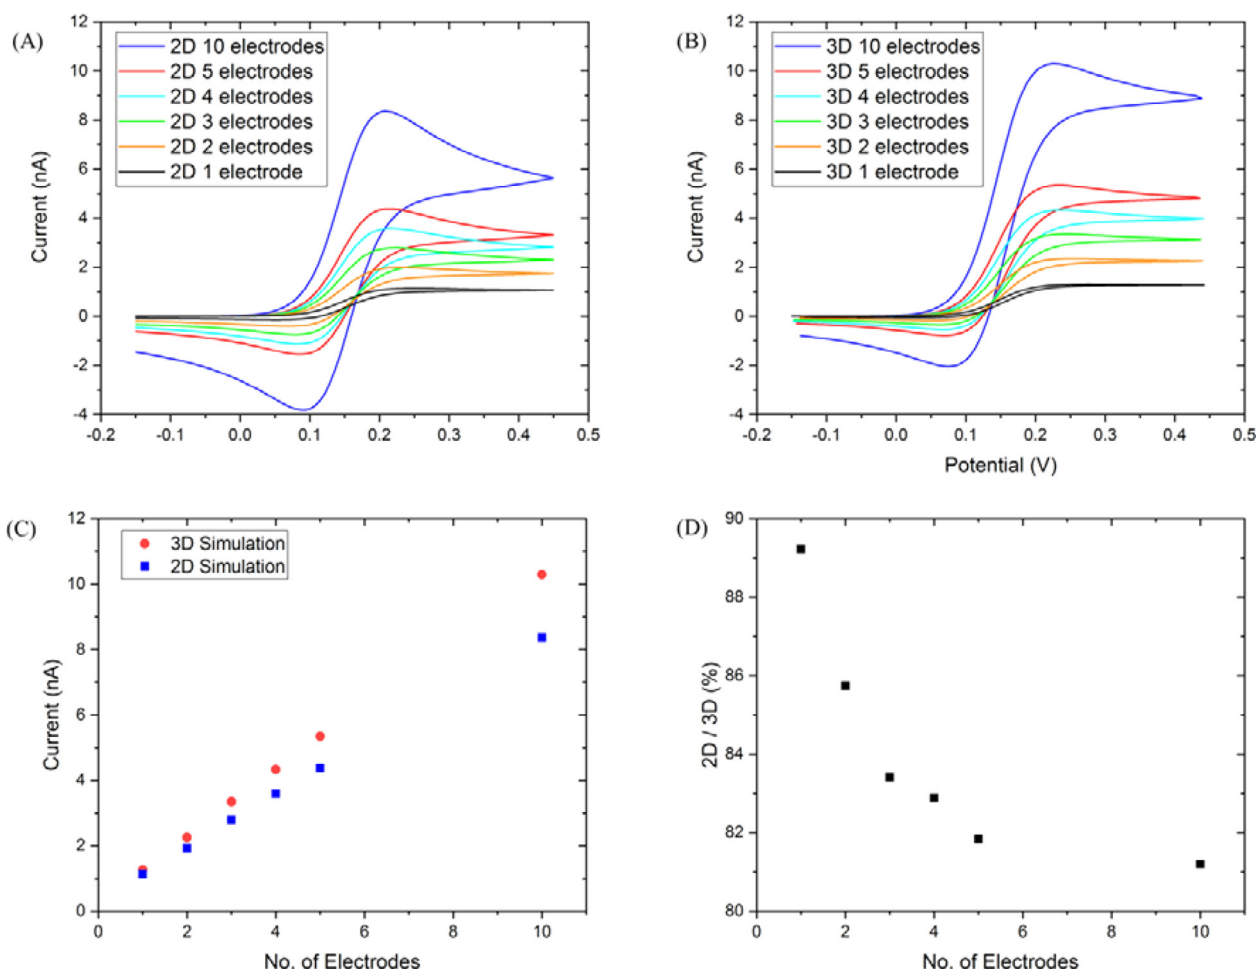 (A)
12
10
8
6
4
2
0
-2
-4
Current (nA)
2D 10 electrodes
2D 5 electrodes
2D 4 electrodes
2D 3 electrodes
2D 2 electrodes
2D 1 electrode
-0.2
-0.1
0.0
0.1
0.2
0.3
0.4
0.5
(B)
12
10
8
6
4
2
0
-2
-4
Current (nA)
3D 10 electrodes
3D 5 electrodes
3D 4 electrodes
3D 3 electrodes
3D 2 electrodes
3D 1 electrode
-0.2
-0.1
0.0
0.1
0.2
0.3
0.4
0.5
Potential (V)
(C)
12
10
8
6
4
2
0
Current (nA)
3D Simulation
2D Simulation
0
2
4
6
8
10
No. of Electrodes
(D)
90
88
86
84
82
80
2D / 3D (%)
0
2
4
6
8
10
No. of Electrodes